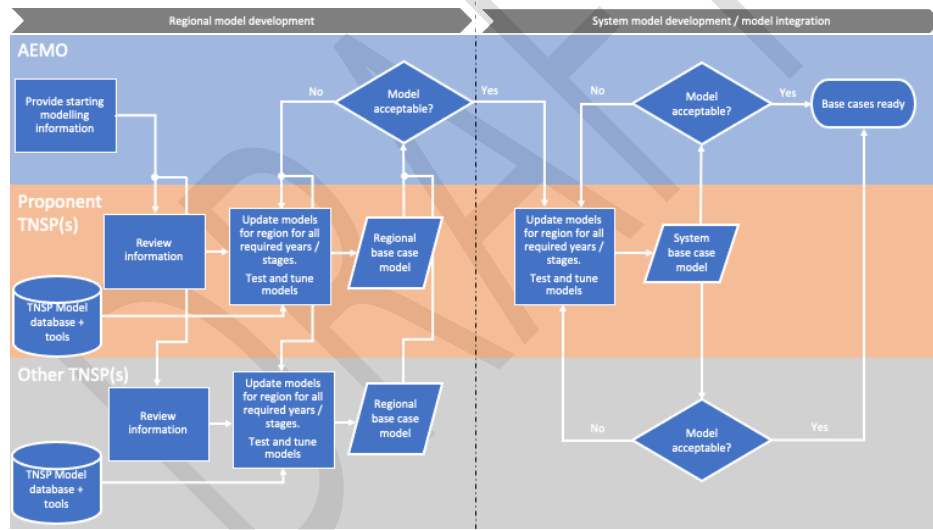 Regional model development
System model development / model integration
AEMO
Provide starting
modelling
information
No
Model
acceptable?
Yes
No
Model
acceptable?
Yes
Base cases ready
Proponent
TNSP(s)
Review
information
Update models
for region for all
required years /
stages.
Test and tune
models
Regional
base case
model
Update models
for region for all
required years /
stages.
Test and tune
models
System
base case
model
TNSP Model
database +
tools
Other TNSP(s)
Review
information
Update models
for region for all
required years /
stages.
Test and tune
models
Regional
base case
model
No
Model
acceptable?
Yes
TNSP Model
database +
tools
DRAFT